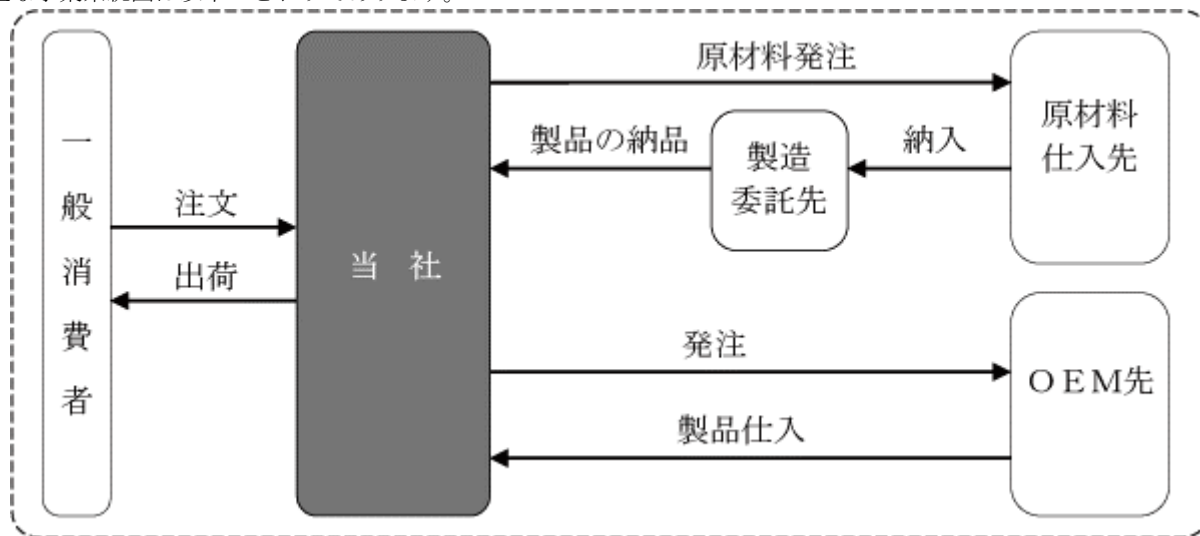 一般消費者
注文
出荷
当 社
原材料発注
製品の納品
製造
委託先
納入
原材料
仕入先
発注
製品仕入
ＯＥＭ先